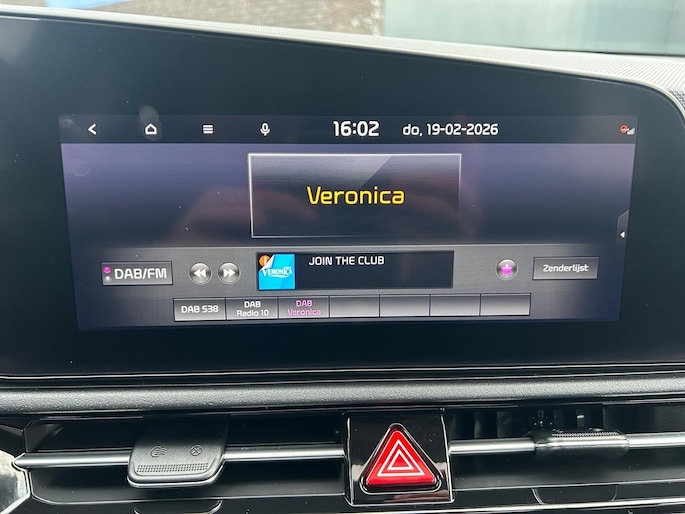 16:02 do, 19-02-2026
Veronica
DAB/FM
VERONICA
JOIN THE CLUB
Zenderlijst
DAB 538
DAB
Radio 10
DAB
Veronica